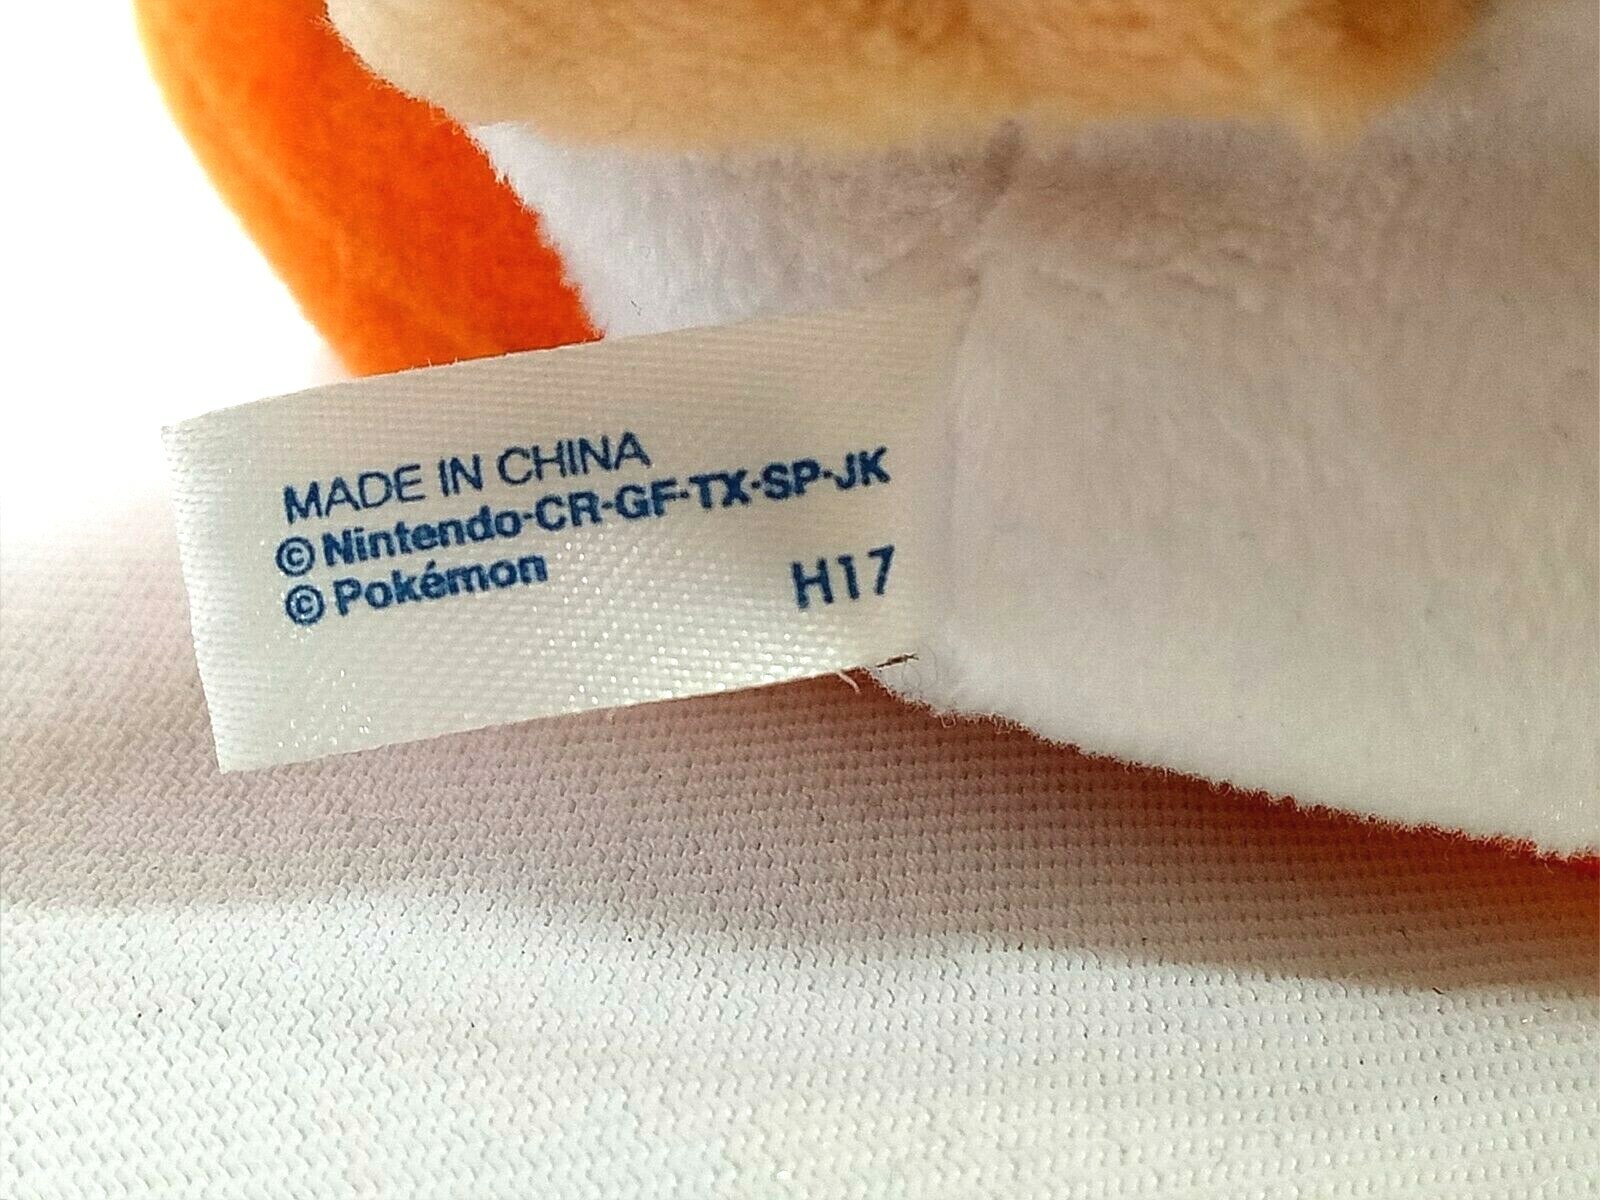 MADE IN CHINA
©Nintendo·CR·GF·TX·SP·JK
©Pokémon
H17